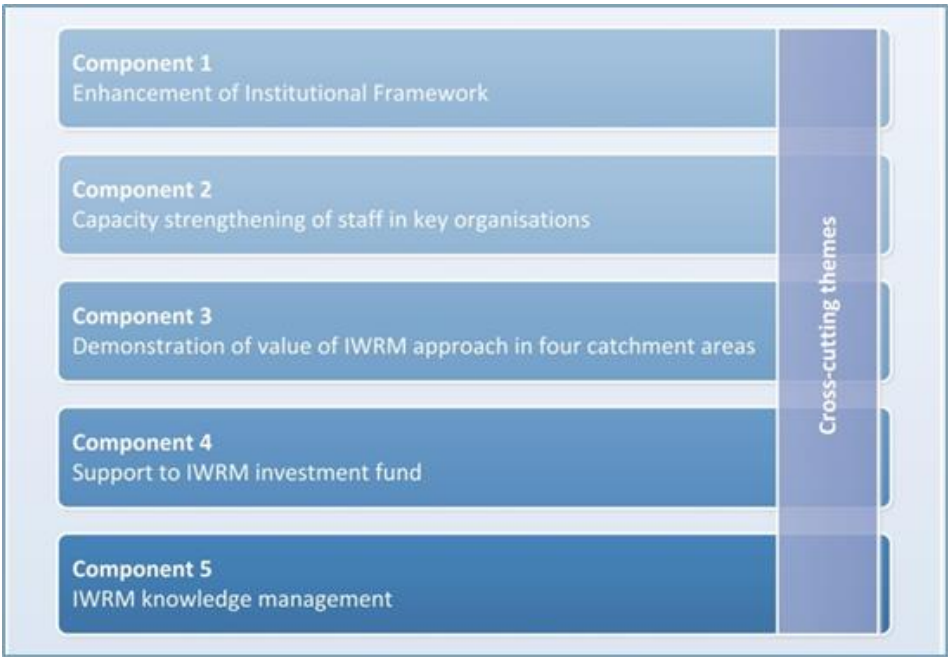 Component 1
Enhancement of Institutional Framework
Component 2
Capacity strengthening of staff in key organisations
Component 3
Demonstration of value of IWRM approach in four catchment areas
Component 4
Support to IWRM investment fund
Component 5
IWRM knowledge management
Cross-cutting themes